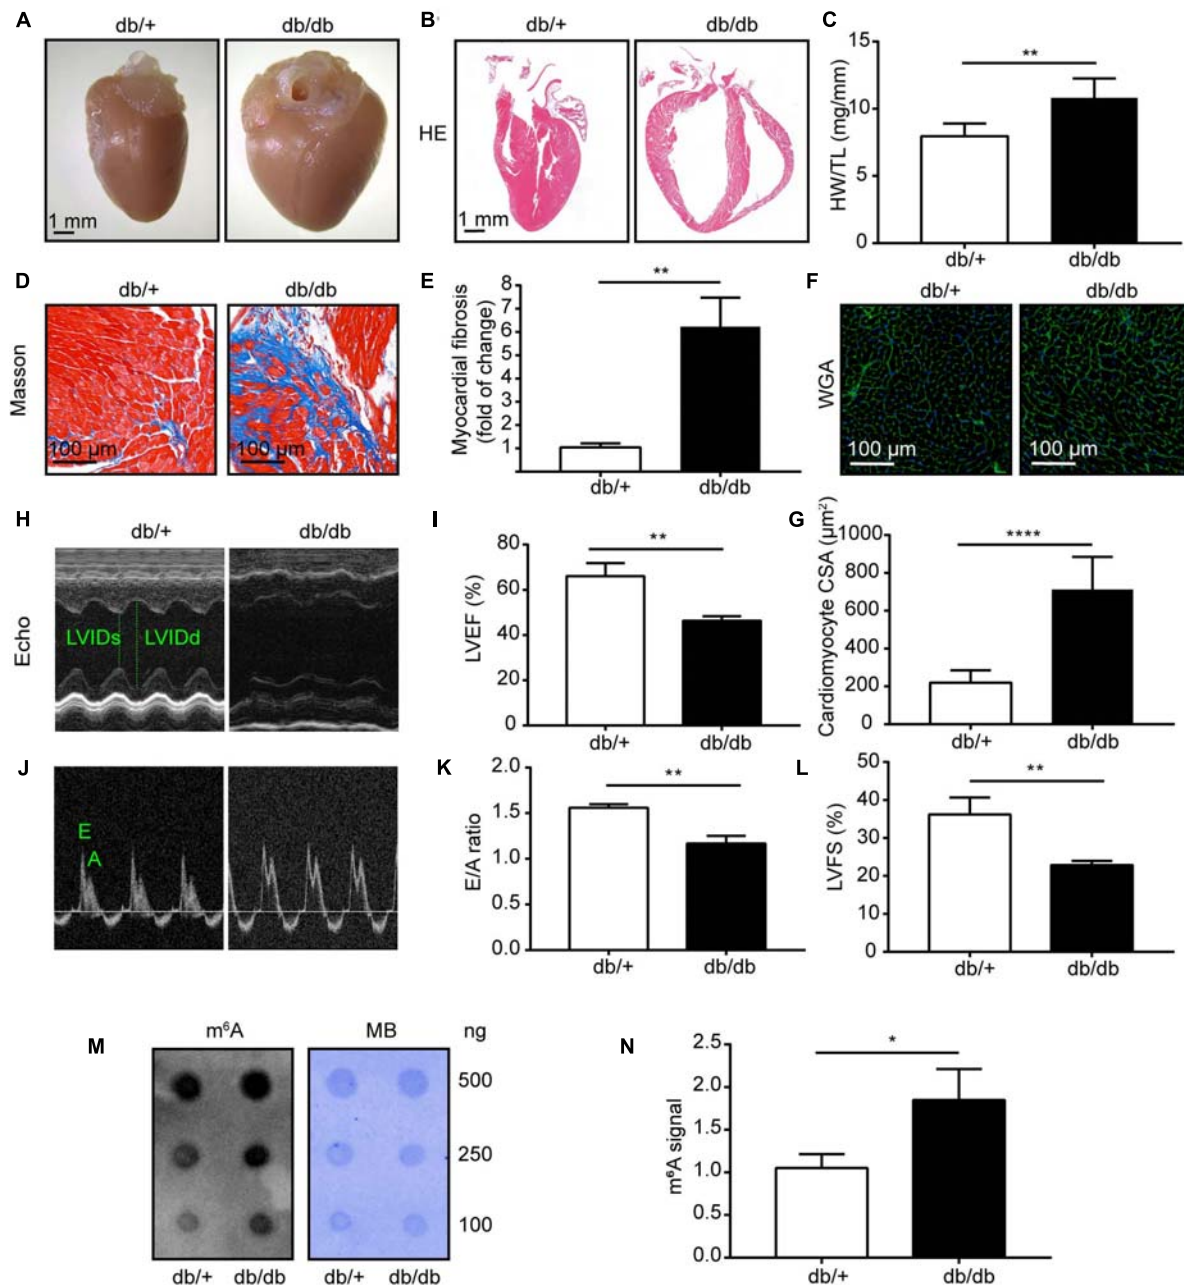 A
db/+
db/db
1 mm
B
db/+
db/db
HE
1 mm
C
HW/TL (mg/mm)
15
10
5
0
**
db/+
db/db
D
db/+
db/db
Masson
100 µm
100 µm
E
Myocardial fibrosis
(fold of change)
8
7
6
5
4
3
2
1
**
db/+
db/db
F
db/+
db/db
WGA
100 µm
100 µm
H
db/+
db/db
Echo
LVIDs
LVIDd
I
LVEF (%)
80
60
40
20
0
**
db/+
db/db
G
Cardiomyocyte CSA (µm²)
1000
800
600
400
200
0
****
db/+
db/db
J
E
A
K
E/A ratio
2.0
1.5
1.0
0.5
0.0
**
db/+
db/db
L
LVFS (%)
50
40
30
20
10
0
**
db/+
db/db
M
m⁶A
MB
ng
500
250
100
db/+
db/db
db/+
db/db
N
m⁶A signal
2.5
2.0
1.5
1.0
0.5
0.0
*
db/+
db/db